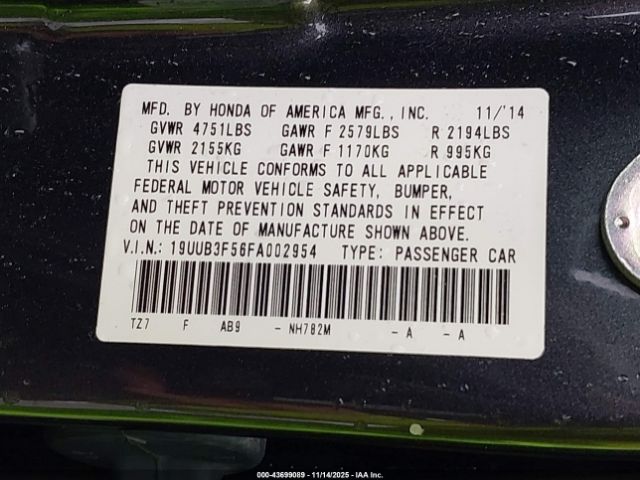 MFD. BY HONDA OF AMERICA MFG., INC. 11/'14
GVWR 4751LBS GAWR F 2579LBS R 2194LBS
GVWR 2155KG GAWR F 1170KG R 995KG
THIS VEHICLE CONFORMS TO ALL APPLICABLE
FEDERAL MOTOR VEHICLE SAFETY, BUMPER,
AND THEFT PREVENTION STANDARDS IN EFFECT
ON THE DATE OF MANUFACTURE SHOWN ABOVE.
V.I.N.: 19UUB3F56FA002954 TYPE: PASSENGER CAR
TZ7 F AB9 - NH782M - A - A
000-43699089 - 11/14/2025 - IAA Inc.